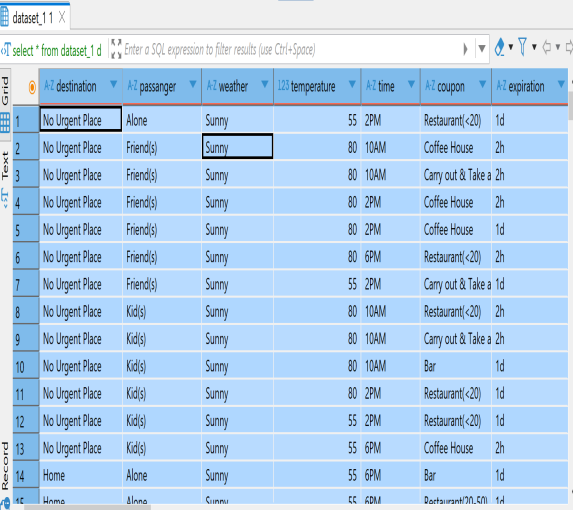 dataset_1 1
select * from dataset_1 d Enter a SQL expression to filter results (use Ctrl+Space)
Grid
Text
Record
A-Z destination A-Z passanger A-Z weather 123 temperature A-Z time A-Z coupon A-Z expiration
1 No Urgent Place Alone Sunny 55 2PM Restaurant(<20) 1d
2 No Urgent Place Friend(s) Sunny 80 10AM Coffee House 2h
3 No Urgent Place Friend(s) Sunny 80 10AM Carry out & Take a 2h
4 No Urgent Place Friend(s) Sunny 80 2PM Coffee House 2h
5 No Urgent Place Friend(s) Sunny 80 2PM Coffee House 1d
6 No Urgent Place Friend(s) Sunny 80 6PM Restaurant(<20) 2h
7 No Urgent Place Friend(s) Sunny 55 2PM Carry out & Take a 1d
8 No Urgent Place Kid(s) Sunny 80 10AM Restaurant(<20) 2h
9 No Urgent Place Kid(s) Sunny 80 10AM Carry out & Take a 2h
10 No Urgent Place Kid(s) Sunny 80 10AM Bar 1d
11 No Urgent Place Kid(s) Sunny 80 2PM Restaurant(<20) 1d
12 No Urgent Place Kid(s) Sunny 55 2PM Restaurant(<20) 1d
13 No Urgent Place Kid(s) Sunny 55 6PM Coffee House 2h
14 Home Alone Sunny 55 6PM Bar 1d
15 Home Alone Sunny 55 6PM Restaurant(20-50) 1d